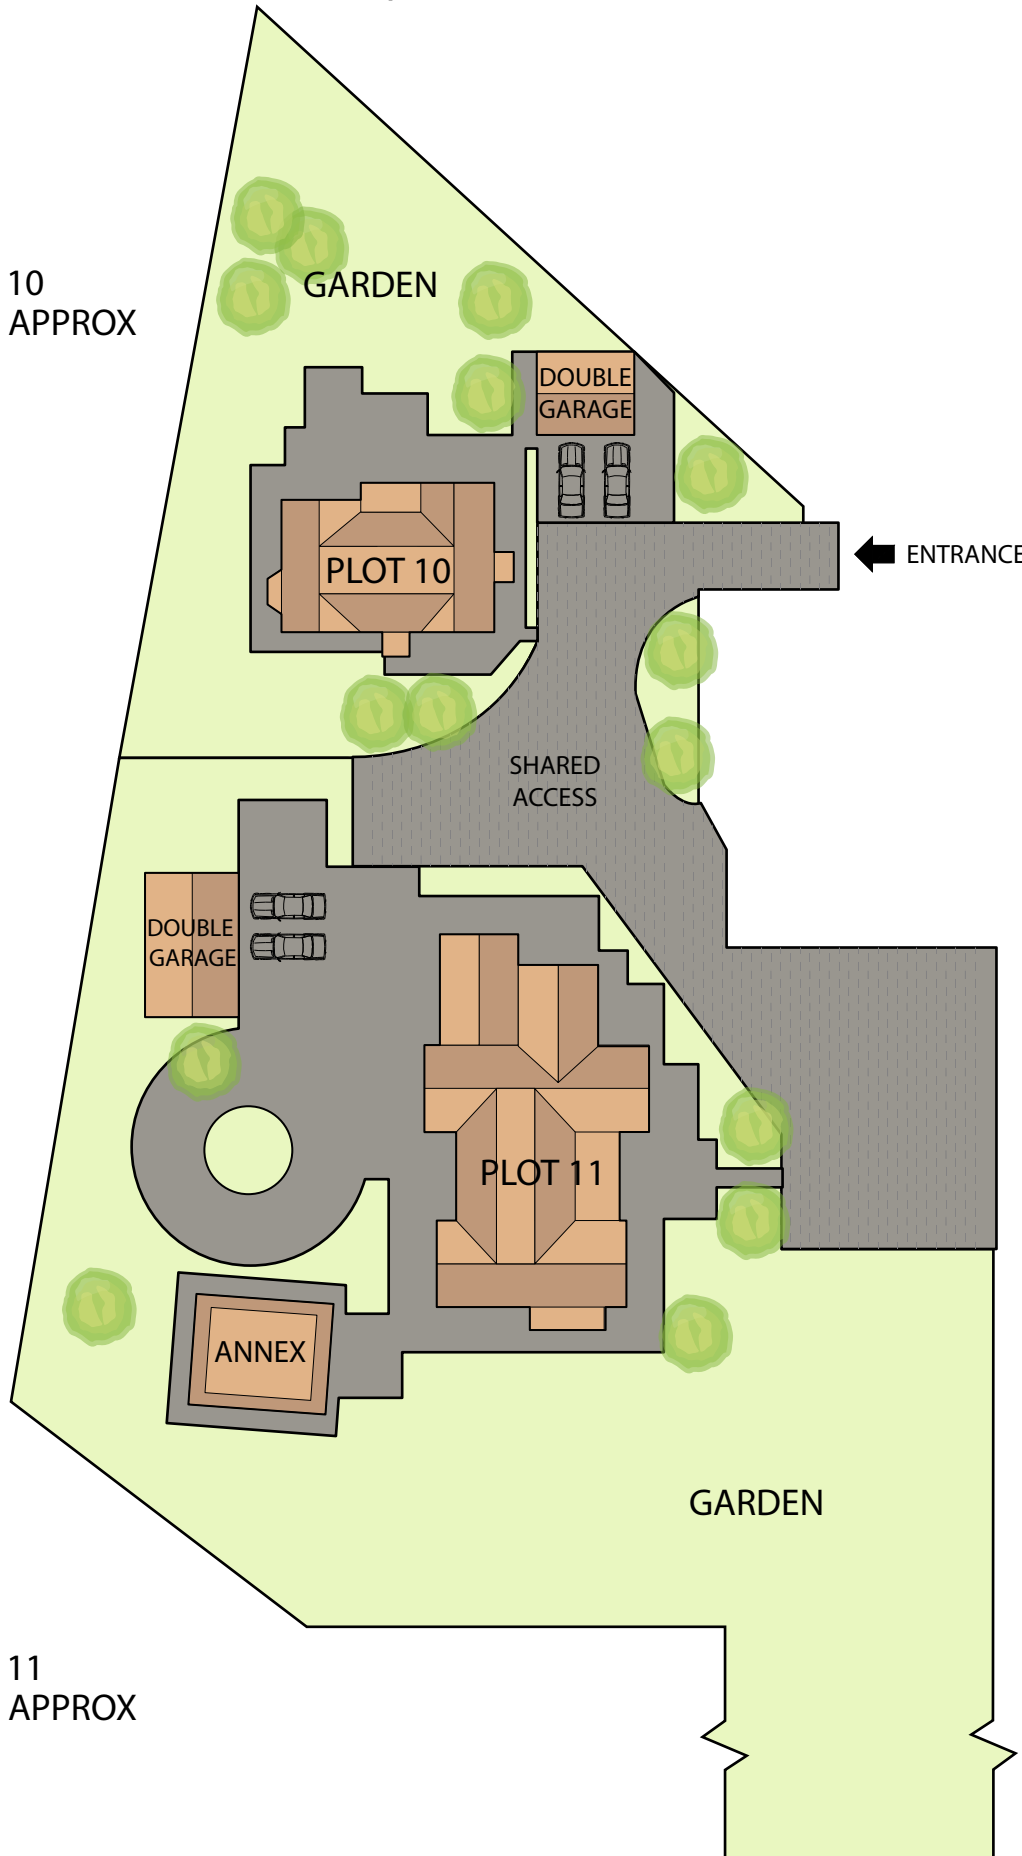 10
APPROX
GARDEN
DOUBLE
GARAGE
PLOT 10
ENTRANCE
SHARED
ACCESS
DOUBLE
GARAGE
PLOT 11
ANNEX
GARDEN
11
APPROX